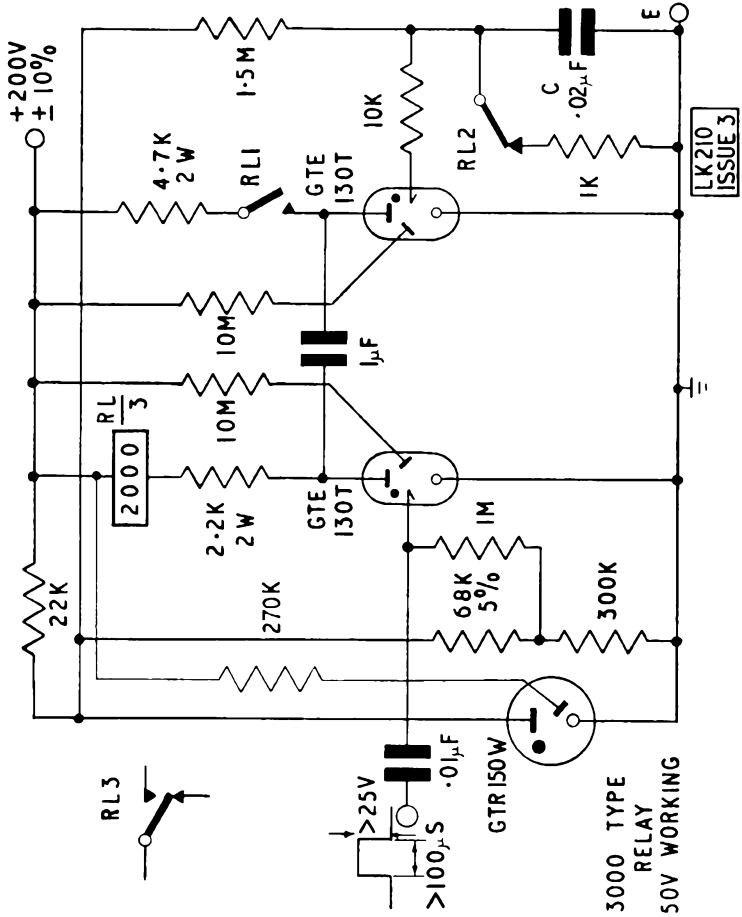 +200V
± 10%
22K
RL
3
2000
4·7K
2W
RL1
1·5M
10M
10M
2·2K
2W
GTE
130T
GTE
130T
1µF
10K
RL2
C
·02µF
1K
E
RL3
270K
68K
5%
1M
300K
>25V
>100µS
·01µF
GTR150W
3000 TYPE
RELAY
50V WORKING
LK210
ISSUE 3